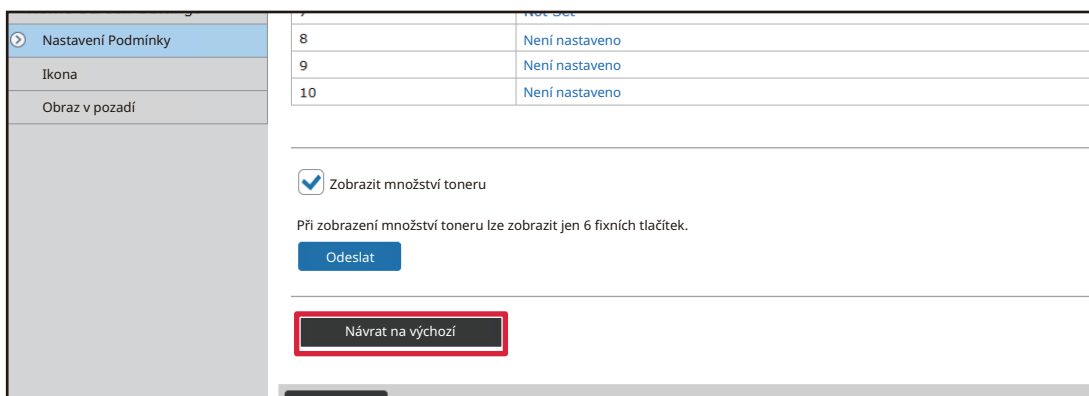 Nastavení Podmínky
Ikona
Obraz v pozadí
8 Není nastaveno
9 Není nastaveno
10 Není nastaveno
Zobrazit množství toneru
Při zobrazení množství toneru lze zobrazit jen 6 fixních tlačítek.
Odeslat
Návrat na výchozí